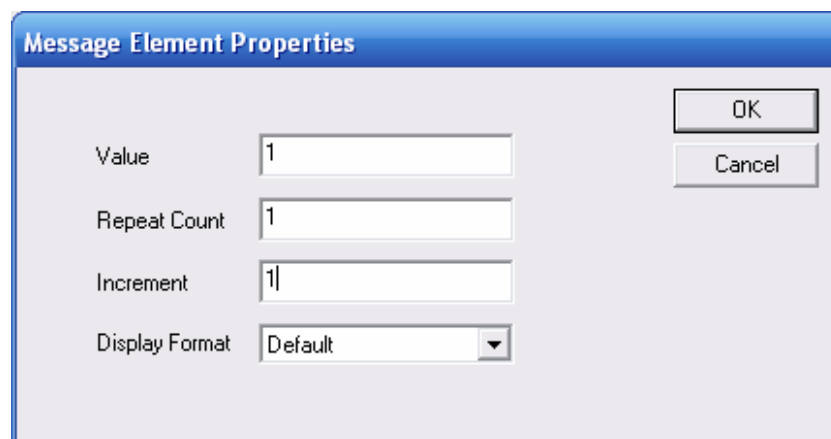 Message Element Properties
OK
Value 1
Cancel
Repeat Count 1
Increment 1
Display Format Default